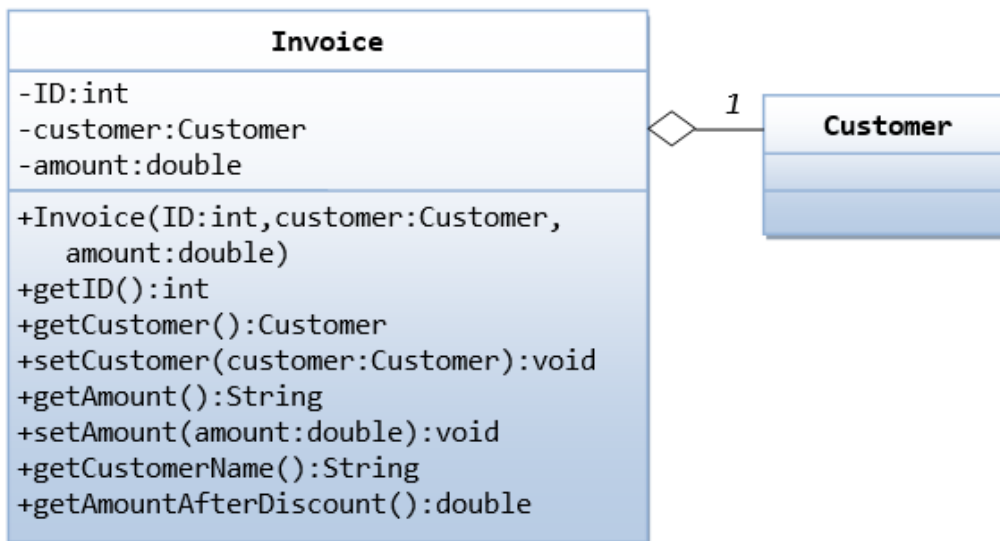 Invoice
-ID:int
-customer:Customer
-amount:double
+Invoice(ID:int,customer:Customer,
amount:double)
+getID():int
+getCustomer():Customer
+setCustomer(customer:Customer):void
+getAmount():String
+setAmount(amount:double):void
+getCustomerName():String
+getAmountAfterDiscount():double
1
Customer